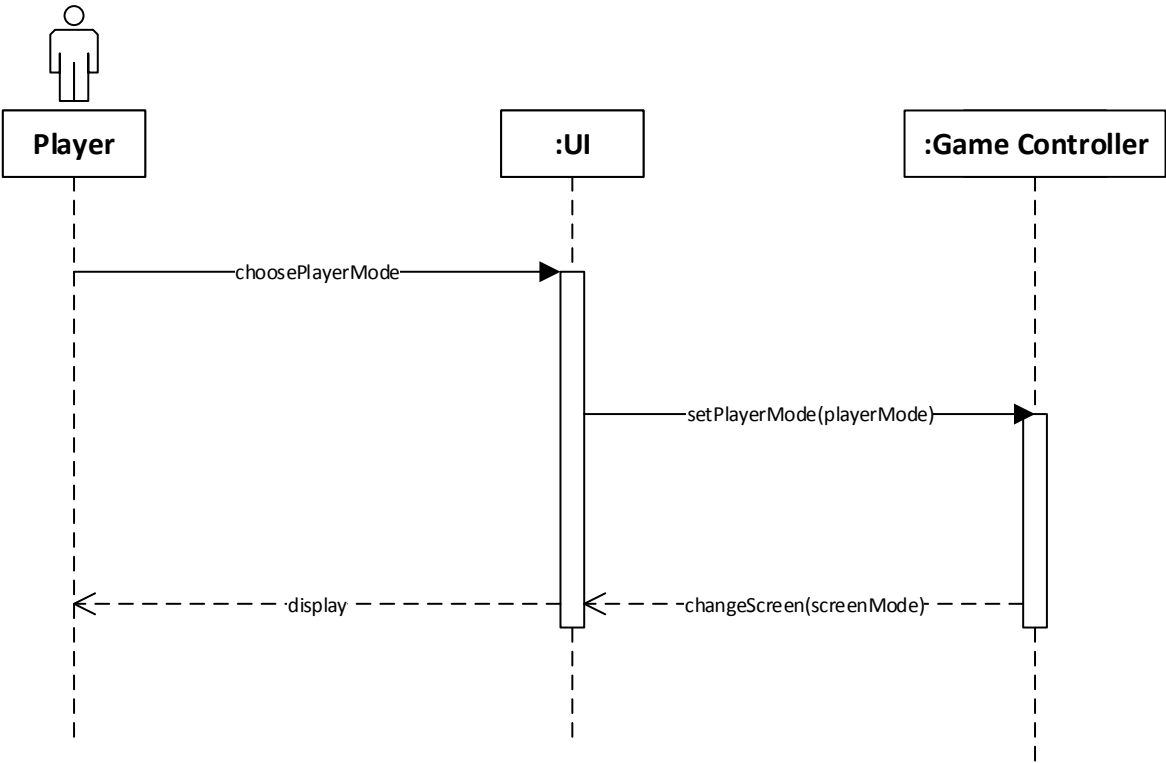 Player
:UI
:Game Controller
choosePlayerMode
setPlayerMode(playerMode)
display
changeScreen(screenMode)